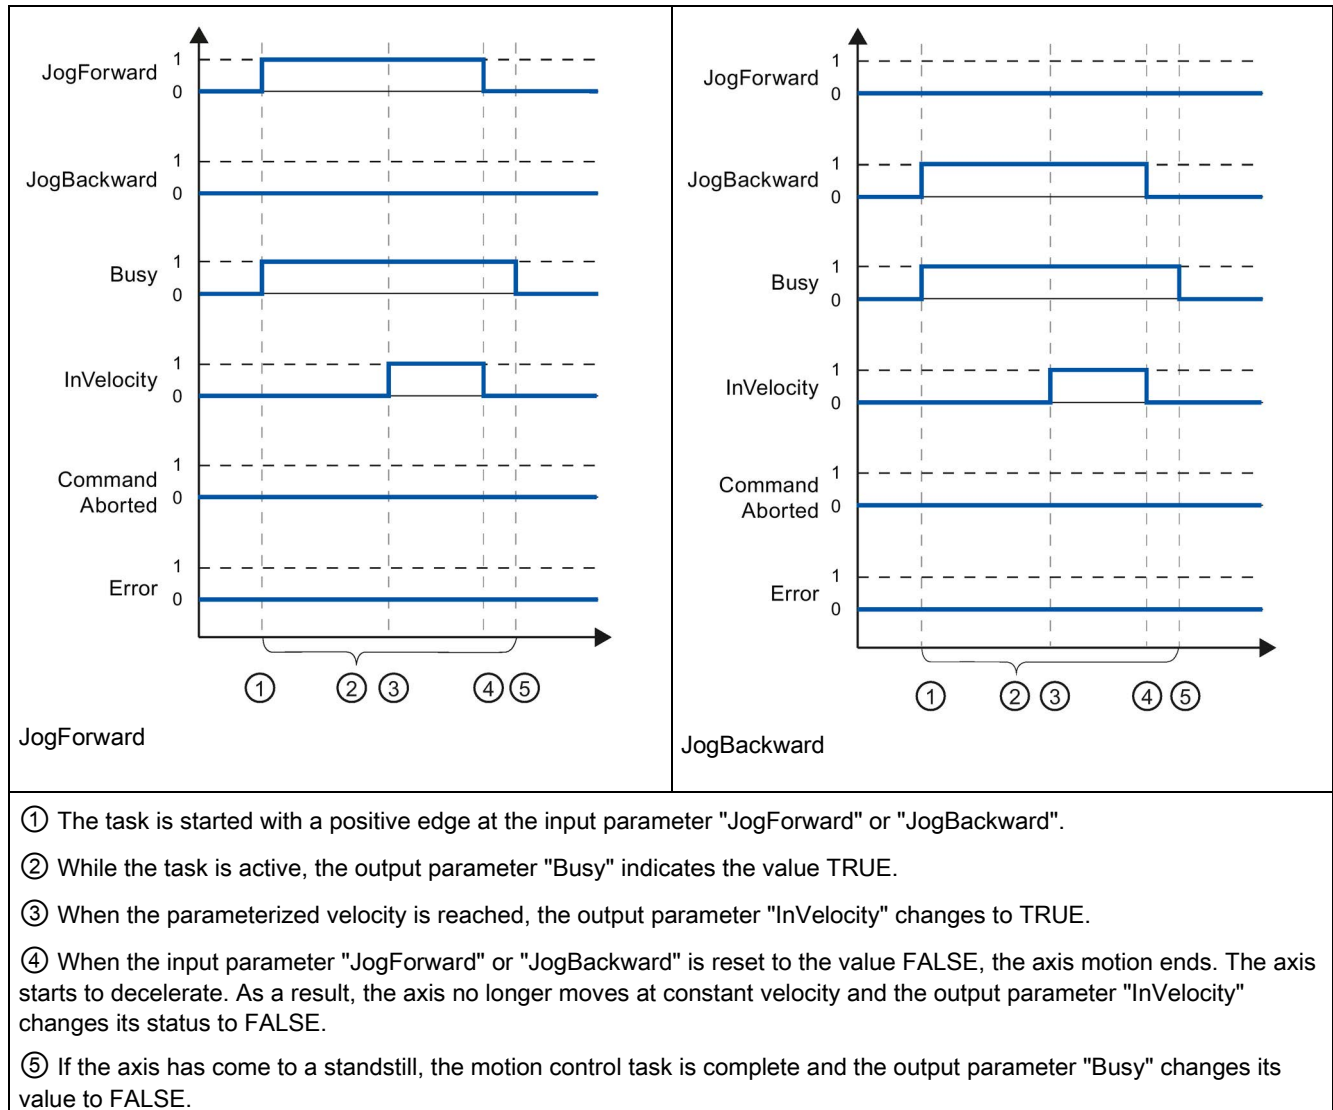 JogForward
1
0
JogBackward
1
0
Busy
1
0
InVelocity
1
0
Command
Aborted
1
0
Error
1
0
① ② ③ ④ ⑤
JogForward
JogForward
1
0
JogBackward
1
0
Busy
1
0
InVelocity
1
0
Command
Aborted
1
0
Error
1
0
① ② ③ ④ ⑤
JogBackward
① The task is started with a positive edge at the input parameter "JogForward" or "JogBackward".
② While the task is active, the output parameter "Busy" indicates the value TRUE.
③ When the parameterized velocity is reached, the output parameter "InVelocity" changes to TRUE.
④ When the input parameter "JogForward" or "JogBackward" is reset to the value FALSE, the axis motion ends. The axis
starts to decelerate. As a result, the axis no longer moves at constant velocity and the output parameter "InVelocity"
changes its status to FALSE.
⑤ If the axis has come to a standstill, the motion control task is complete and the output parameter "Busy" changes its
value to FALSE.